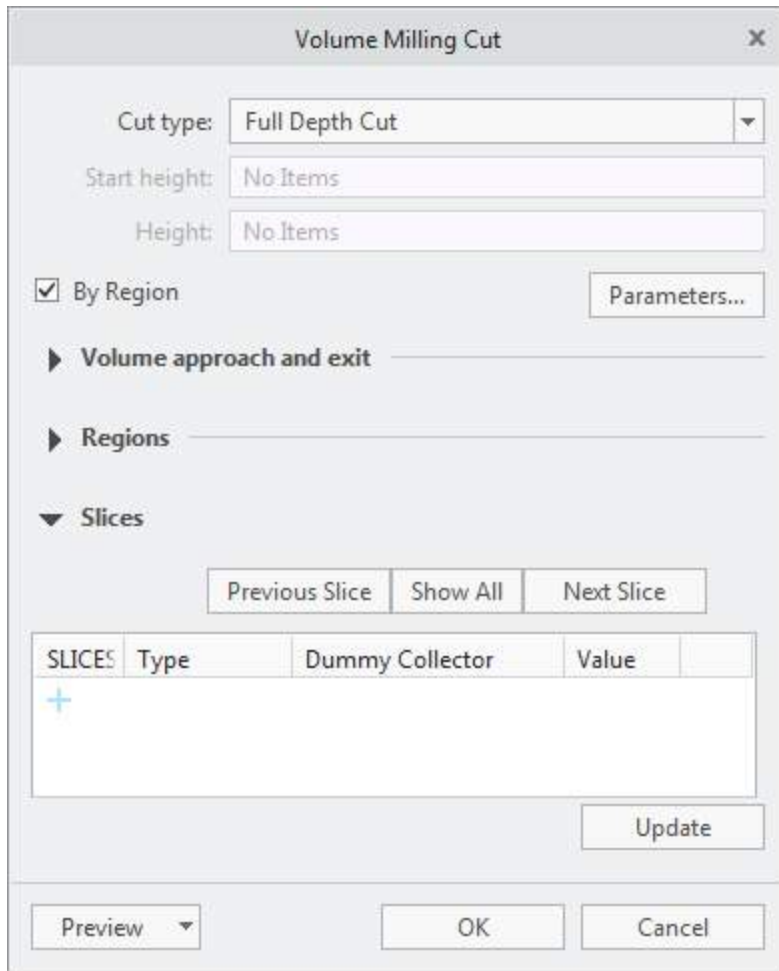 Volume Milling Cut
Cut type: Full Depth Cut
Start height: No Items
Height: No Items
By Region Parameters...
Volume approach and exit
Regions
Slices
Previous Slice Show All Next Slice
SLICES Type Dummy Collector Value
Update
Preview OK Cancel